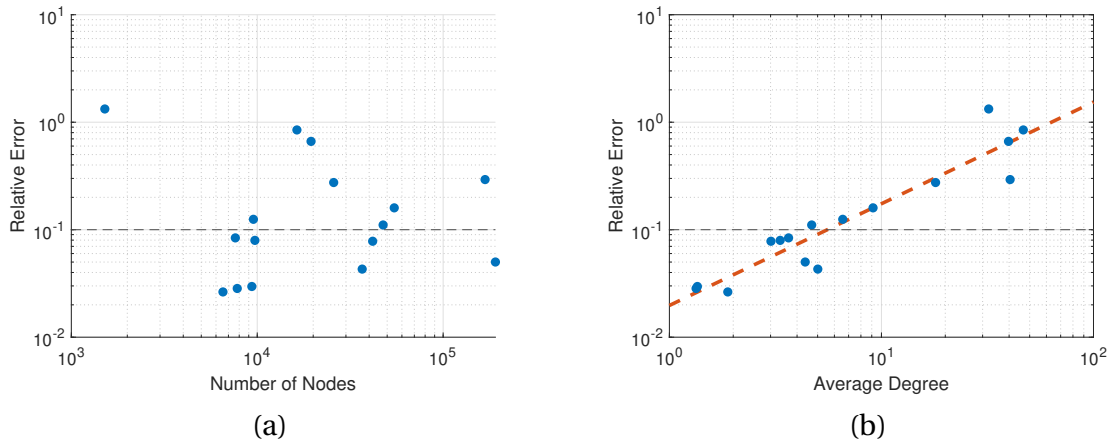 10^1
10^0
10^-1
10^-2
Relative Error
10^3
10^4
10^5
Number of Nodes
(a)
10^1
10^0
10^-1
10^-2
Relative Error
10^0
10^1
10^2
Average Degree
(b)